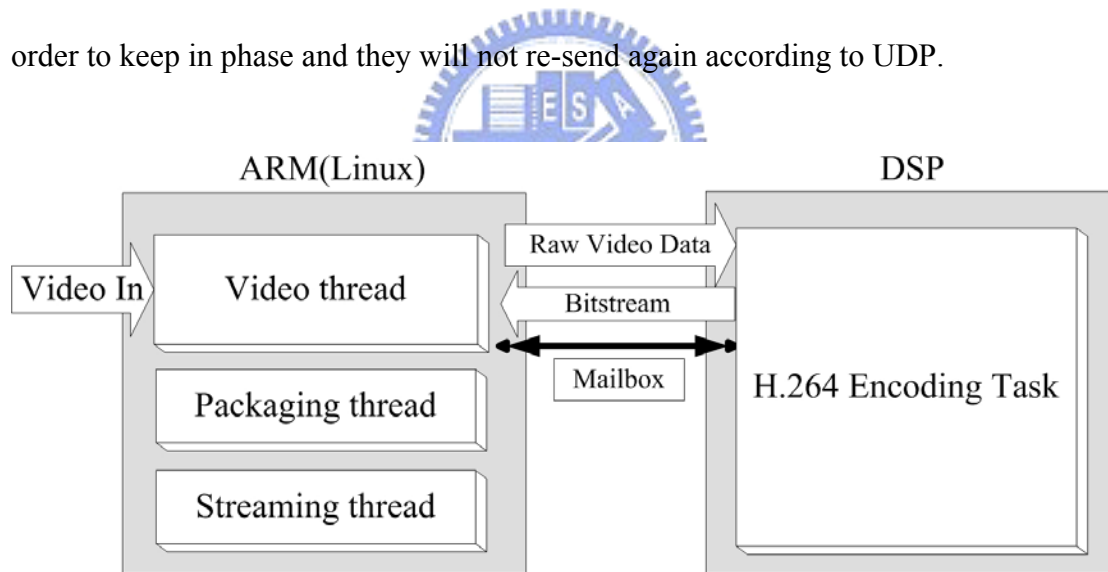 order to keep in phase and they will not re-send again according to UDP.
ESA
ARM(Linux)
DSP
Video In
Video thread
Raw Video Data
Bitstream
Mailbox
H.264 Encoding Task
Packaging thread
Streaming thread